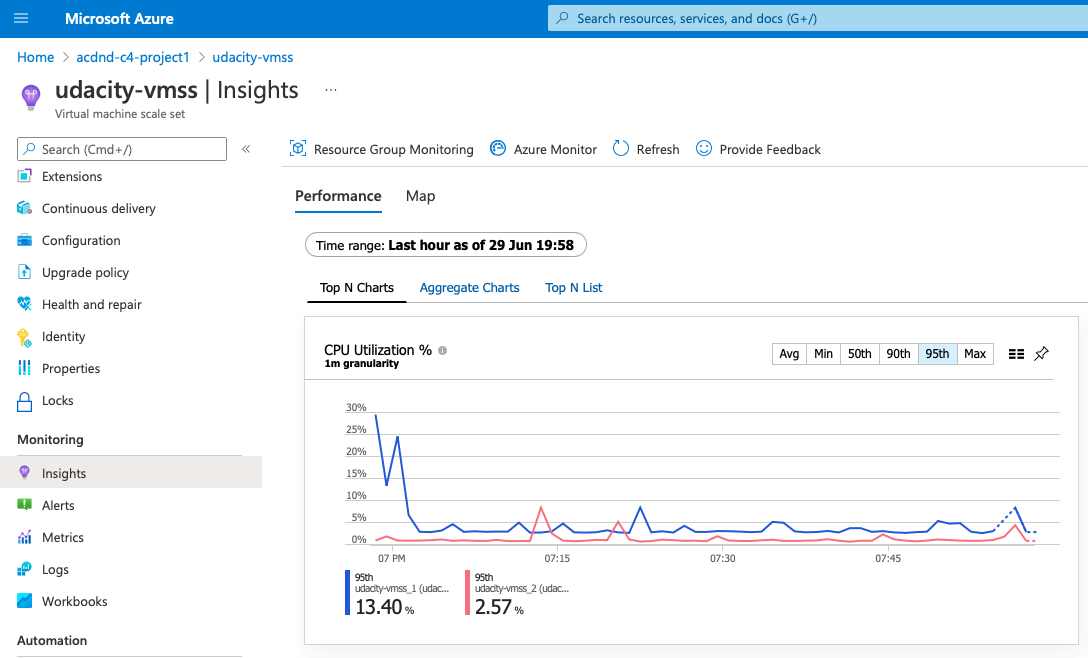 Microsoft Azure
Search resources, services, and docs (G+/)
Home > acdnd-c4-project1 > udacity-vmss
udacity-vmss | Insights ...
Virtual machine scale set
Search (Cmd+/)
«
Resource Group Monitoring
Azure Monitor
Refresh
Provide Feedback
Extensions
Continuous delivery
Configuration
Upgrade policy
Health and repair
Identity
Properties
Locks
Monitoring
Insights
Alerts
Metrics
Logs
Workbooks
Automation
Performance
Map
Time range: Last hour as of 29 Jun 19:58
Top N Charts
Aggregate Charts
Top N List
CPU Utilization %
1m granularity
Avg
Min
50th
90th
95th
Max
30%
25%
20%
15%
10%
5%
0%
07 PM
07:15
07:30
07:45
95th
udacity-vmss_1 (udac...
13.40 %
95th
udacity-vmss_2 (udac...
2.57 %